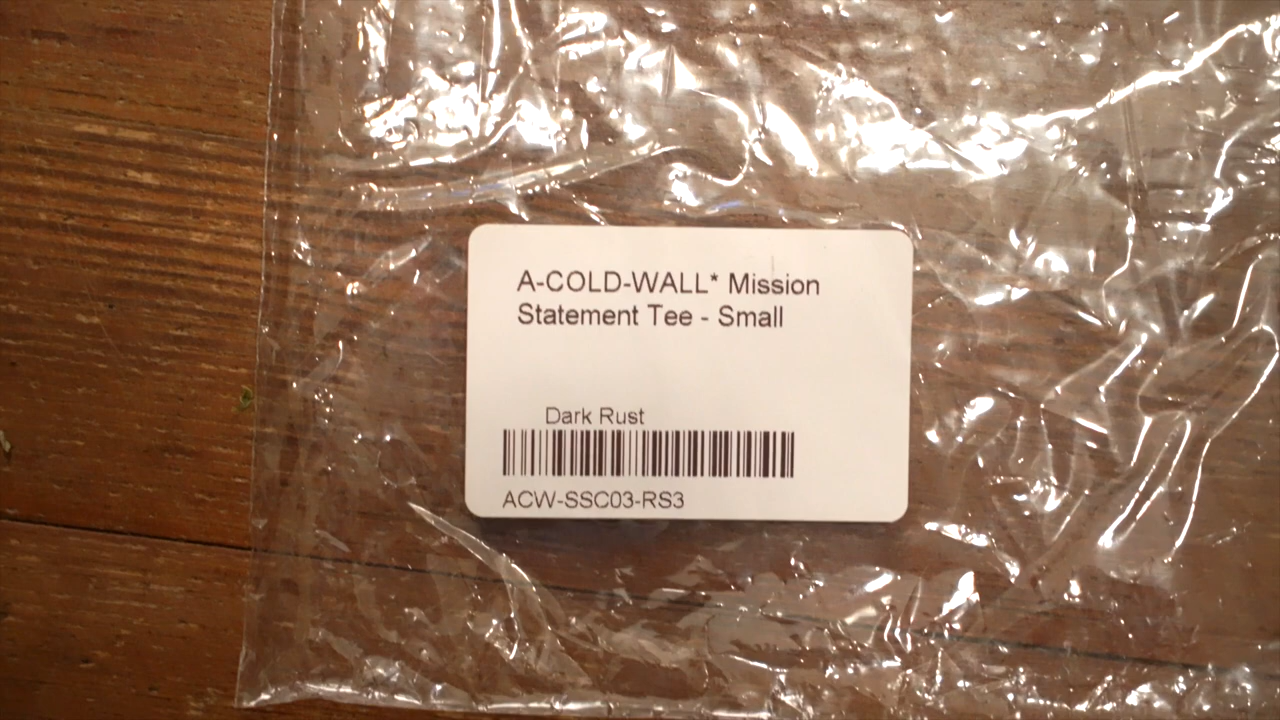 A-COLD-WALL* Mission
Statement Tee - Small
Dark Rust
ACW-SSC03-RS3